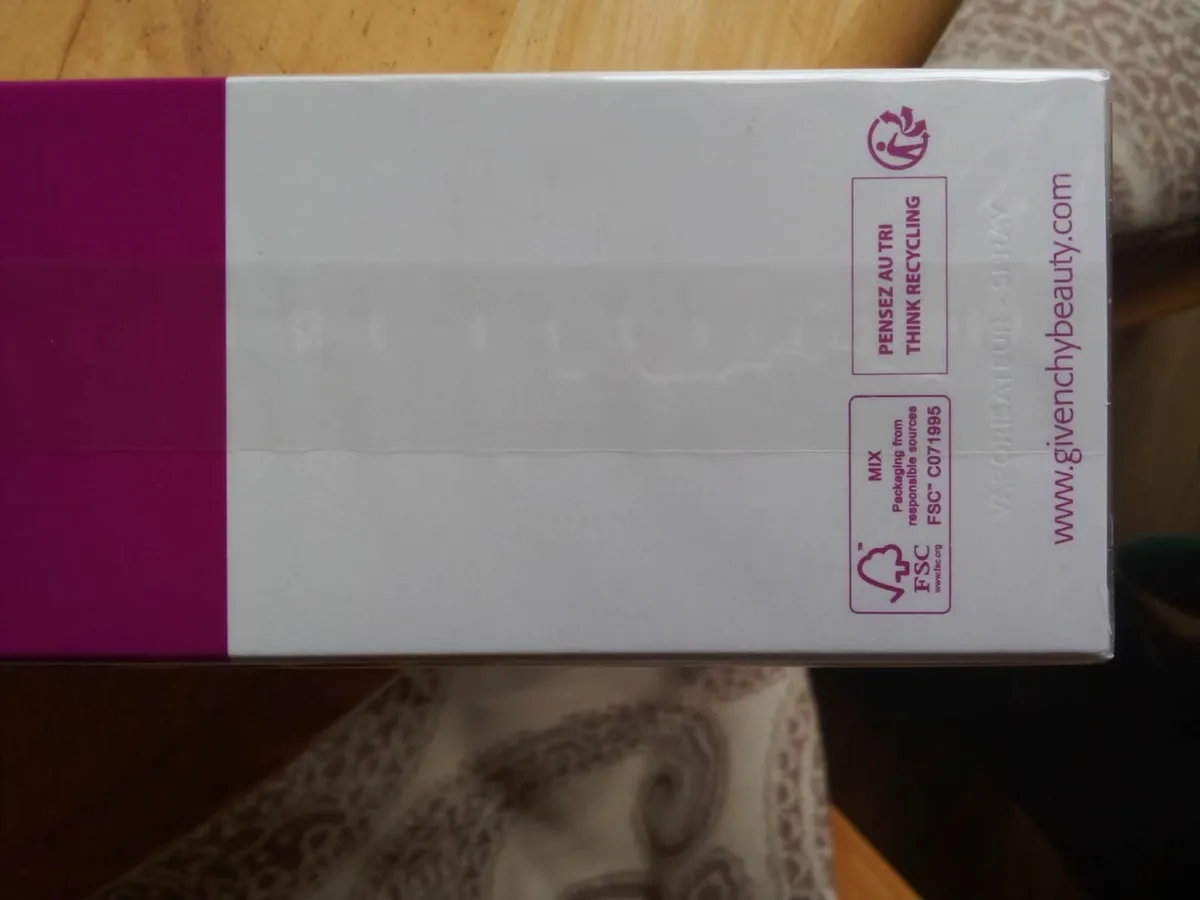 PENSEZ AU TRI
THINK RECYCLING
MIX
Packaging from
responsible sources
FSC™ C071995
™
FSC
www.fsc.org
www.givenchybeauty.com